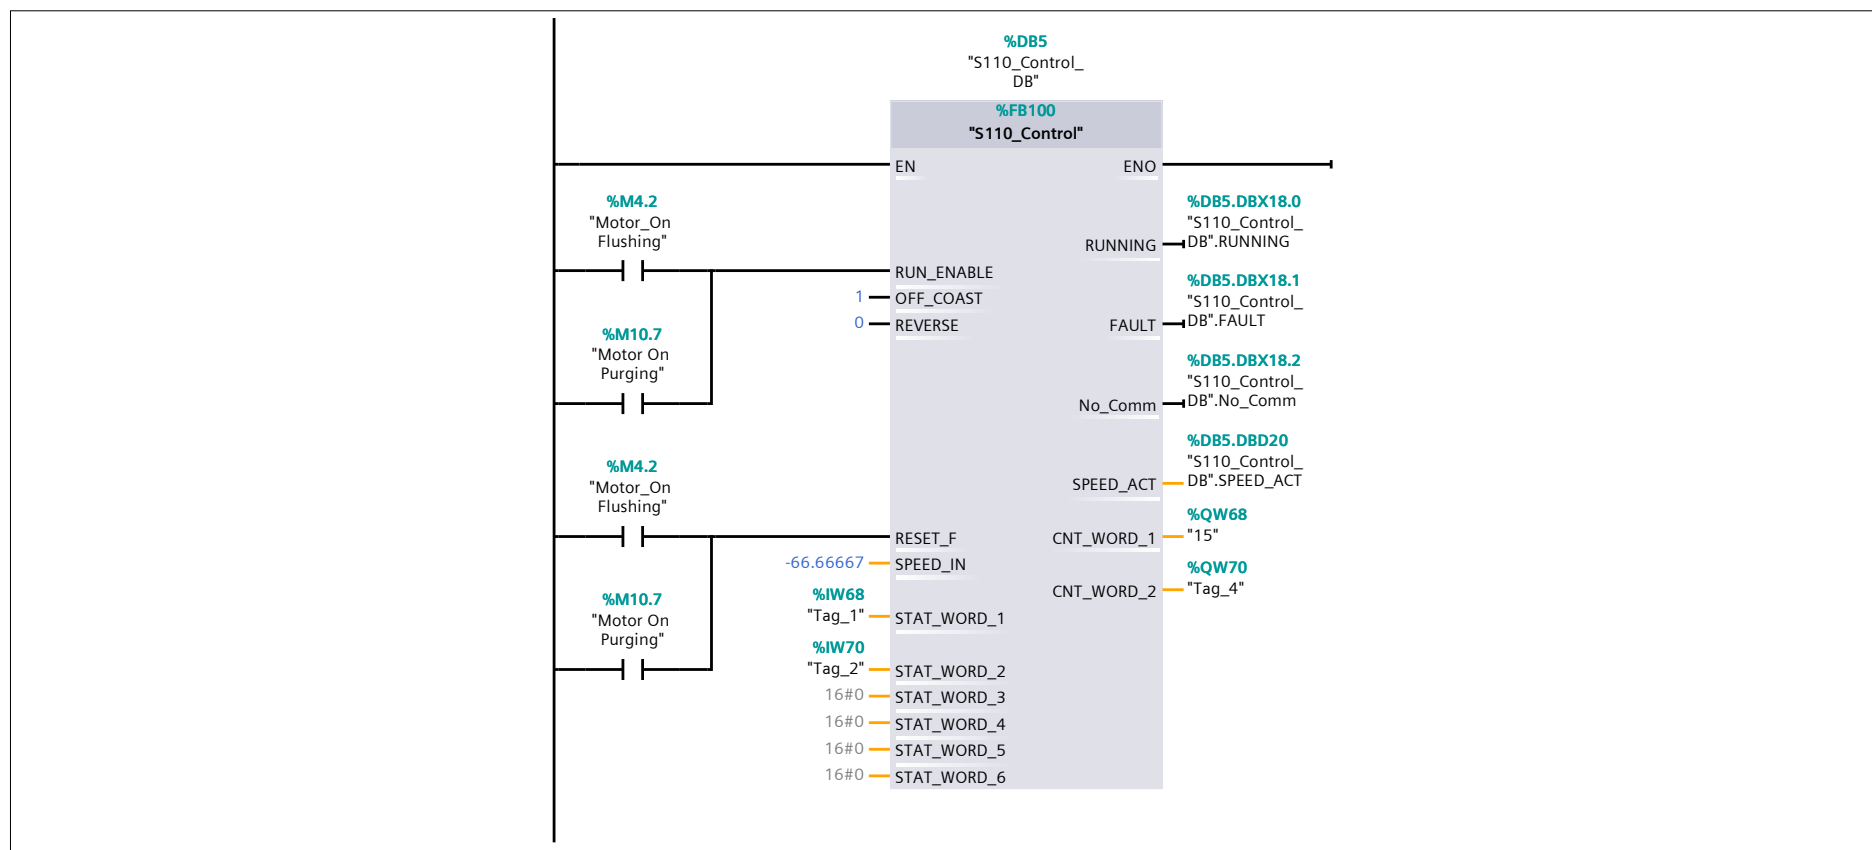 %DB5
"S110_Control_
DB"
%FB100
"S110_Control"
EN
ENO
%M4.2
"Motor_On
Flushing"
%DB5.DBX18.0
"S110_Control_
DB".RUNNING
RUNNING
RUN_ENABLE
1
OFF_COAST
0
REVERSE
%DB5.DBX18.1
"S110_Control_
DB".FAULT
FAULT
%M10.7
"Motor On
Purging"
%DB5.DBX18.2
"S110_Control_
DB".No_Comm
No_Comm
%M4.2
"Motor_On
Flushing"
%DB5.DBD20
"S110_Control_
DB".SPEED_ACT
SPEED_ACT
RESET_F
CNT_WORD_1
%QW68
"15"
-66.66667
SPEED_IN
%QW70
"Tag_4"
CNT_WORD_2
%M10.7
"Motor On
Purging"
%IW68
"Tag_1"
STAT_WORD_1
%IW70
"Tag_2"
STAT_WORD_2
16#0
STAT_WORD_3
16#0
STAT_WORD_4
16#0
STAT_WORD_5
16#0
STAT_WORD_6